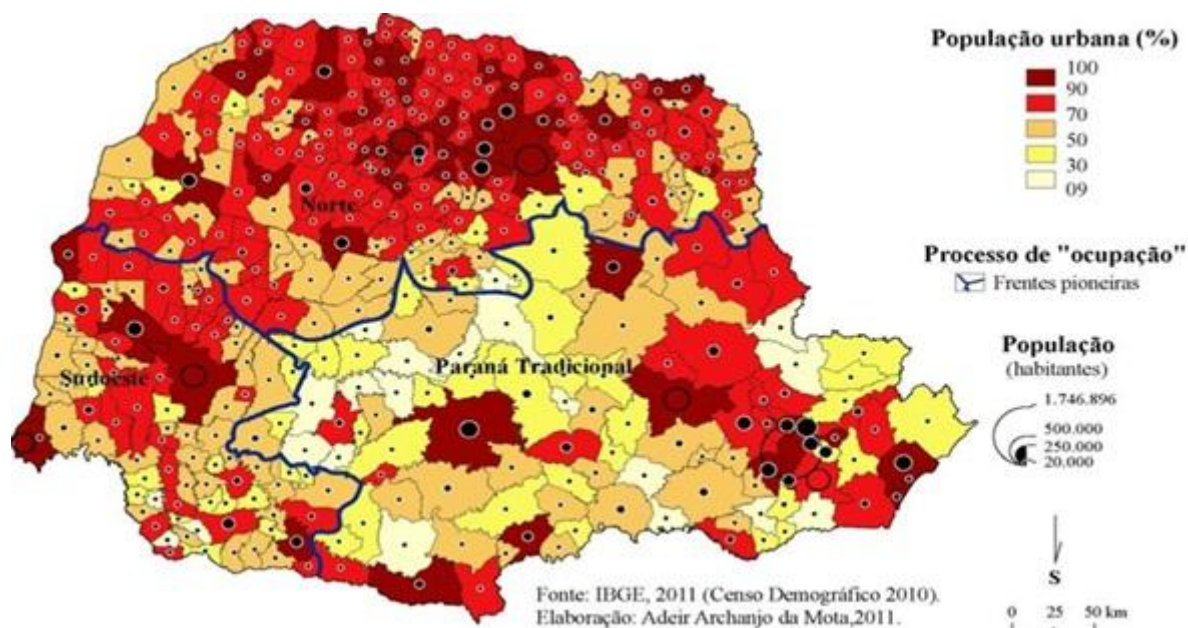 População urbana (%)
100
90
70
50
30
09
Norte
Processo de "ocupação"
Frentes pioneiras
Sudoeste
Paraná Tradicional
População
(habitantes)
1.746.896
500.000
250.000
20.000
S
Fonte: IBGE, 2011 (Censo Demográfico 2010).
Elaboração: Adeir Archanjo da Mota,2011.
0 25 50 km